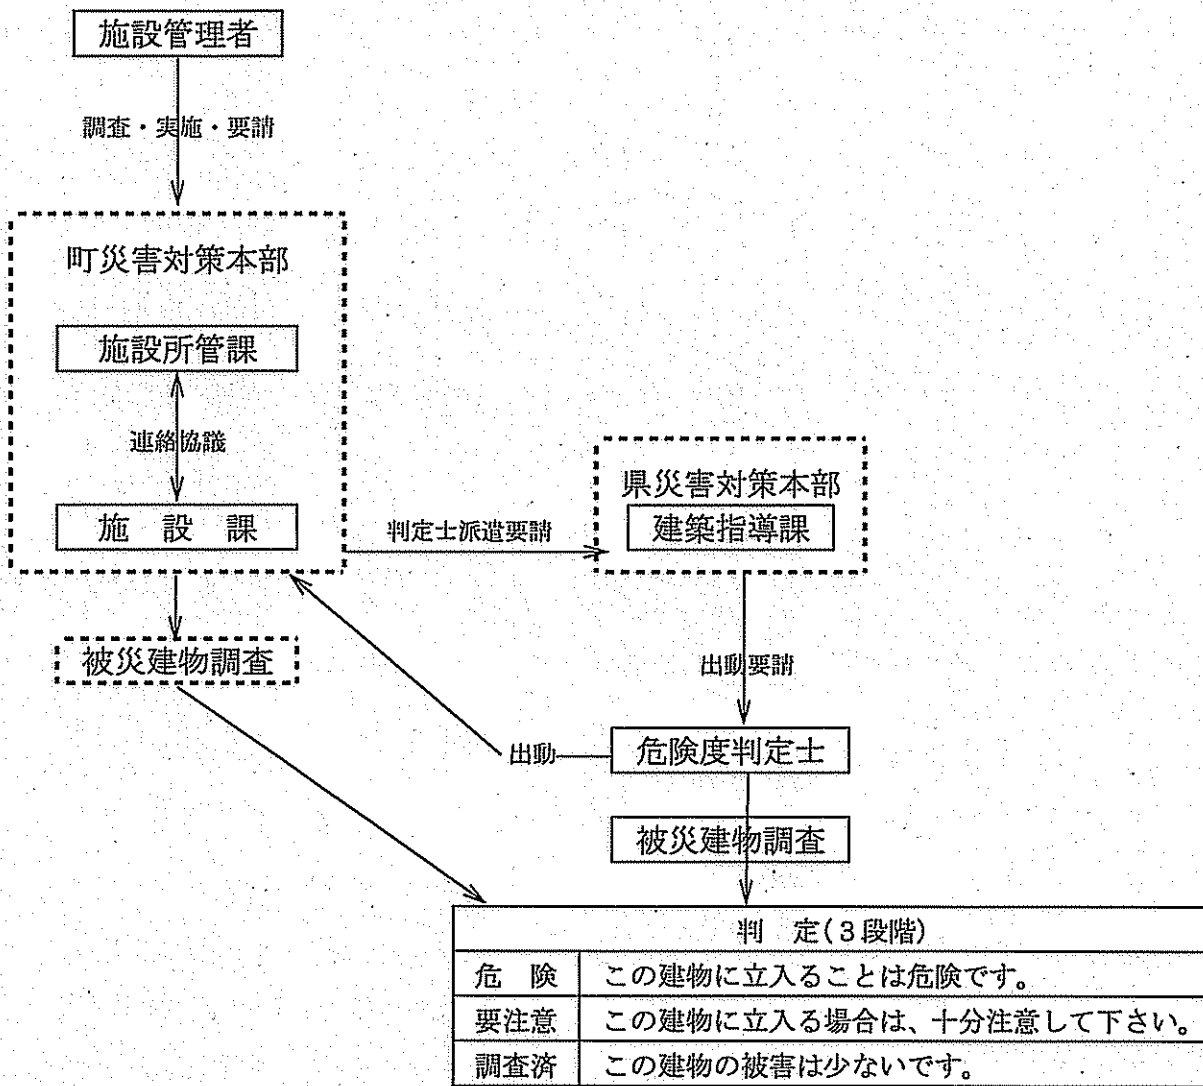 施設管理者
調査・実施・要請
町災害対策本部
施設所管課
連絡協議
施 設 課
判定士派遣要請
県災害対策本部
建築指導課
被災建物調査
出動要請
出動
危険度判定士
被災建物調査
判 定(3段階)
危 険 この建物に立入ることは危険です。
要注意 この建物に立入る場合は、十分注意して下さい。
調査済 この建物の被害は少ないです。